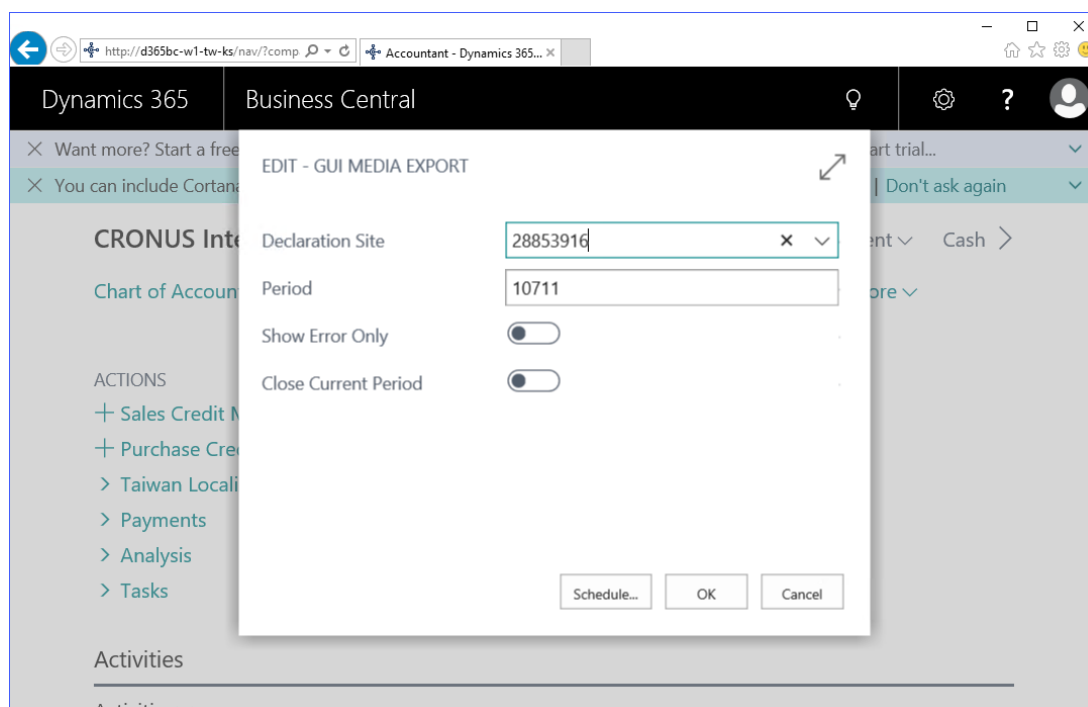 http://d365bc-w1-tw-ks/nav/?comp
Accountant - Dynamics 365...
Dynamics 365
Business Central
?
Want more? Start a free
art trial...
You can include Cortana
| Don't ask again
EDIT - GUI MEDIA EXPORT
CRONUS Inte
ent
Cash
Declaration Site
28853916
Chart of Accoun
ore
Period
10711
Show Error Only
Close Current Period
ACTIONS
+ Sales Credit M
+ Purchase Cre
> Taiwan Locali
> Payments
> Analysis
> Tasks
Schedule...
OK
Cancel
Activities